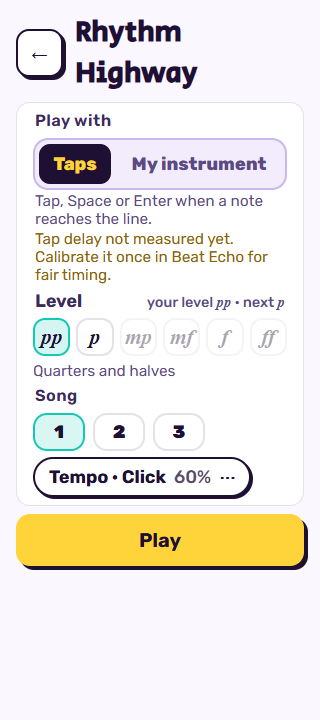 ←
Rhythm
Highway
Play with
Taps My instrument
Tap, Space or Enter when a note
reaches the line.
Tap delay not measured yet.
Calibrate it once in Beat Echo for
fair timing.
Level your level pp · next p
pp p mp mf f ff
Quarters and halves
Song
1 2 3
Tempo · Click 60% ···
Play